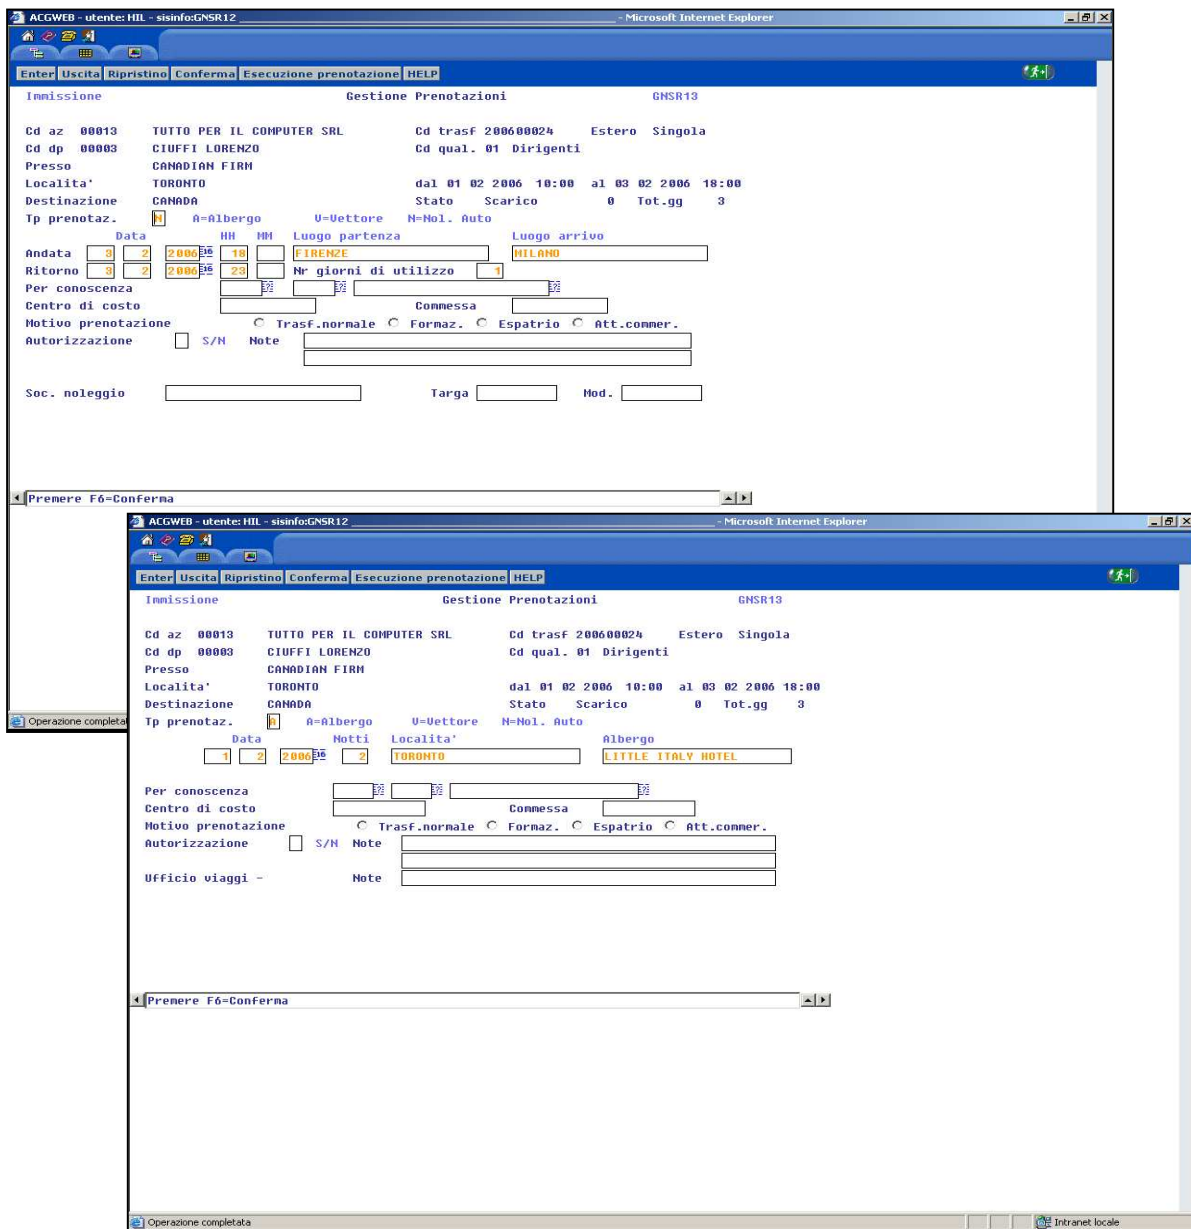 ACGWEB - utente: HIL - sisinfo:GNSR12 - Microsoft Internet Explorer
Enter Uscita Ripristino Conferma Esecuzione prenotazione HELP
Immissione Gestione Prenotazioni GNSR13
Cd az 00013 TUTTO PER IL COMPUTER SRL Cd trasf 200600024 Estero Singola
Cd dp 00003 CIUFFI LORENZO Cd qual. 01 Dirigenti
Presso CANADIAN FIRM
Localita' TORONTO dal 01 02 2006 10:00 al 03 02 2006 18:00
Destinazione CANADA Stato Scarico 0 Tot.gg 3
Tp prenotaz. N A=Albergo V=Vettore N=Nol. Auto
Data HH MM Luogo partenza Luogo arrivo
Andata 3 2 2006 18 FIRENZE MILANO
Ritorno 3 2 2006 23 Nr giorni di utilizzo 1
Per conoscenza
Centro di costo Commessa
Motivo prenotazione Trasf.normale Formaz. Espatrio Att.commer.
Autorizzazione S/N Note
Soc. noleggio Targa Mod.
Premere F6=Conferma
Operazione completa
ACGWEB - utente: HIL - sisinfo:GNSR12 - Microsoft Internet Explorer
Enter Uscita Ripristino Conferma Esecuzione prenotazione HELP
Immissione Gestione Prenotazioni GNSR13
Cd az 00013 TUTTO PER IL COMPUTER SRL Cd trasf 200600024 Estero Singola
Cd dp 00003 CIUFFI LORENZO Cd qual. 01 Dirigenti
Presso CANADIAN FIRM
Localita' TORONTO dal 01 02 2006 10:00 al 03 02 2006 18:00
Destinazione CANADA Stato Scarico 0 Tot.gg 3
Tp prenotaz. A A=Albergo V=Vettore N=Nol. Auto
Data Notti Localita' Albergo
1 2 2006 2 TORONTO LITTLE ITALY HOTEL
Per conoscenza
Centro di costo Commessa
Motivo prenotazione Trasf.normale Formaz. Espatrio Att.commer.
Autorizzazione S/N Note
Ufficio viaggi - Note
Premere F6=Conferma
Operazione completata Intranet locale